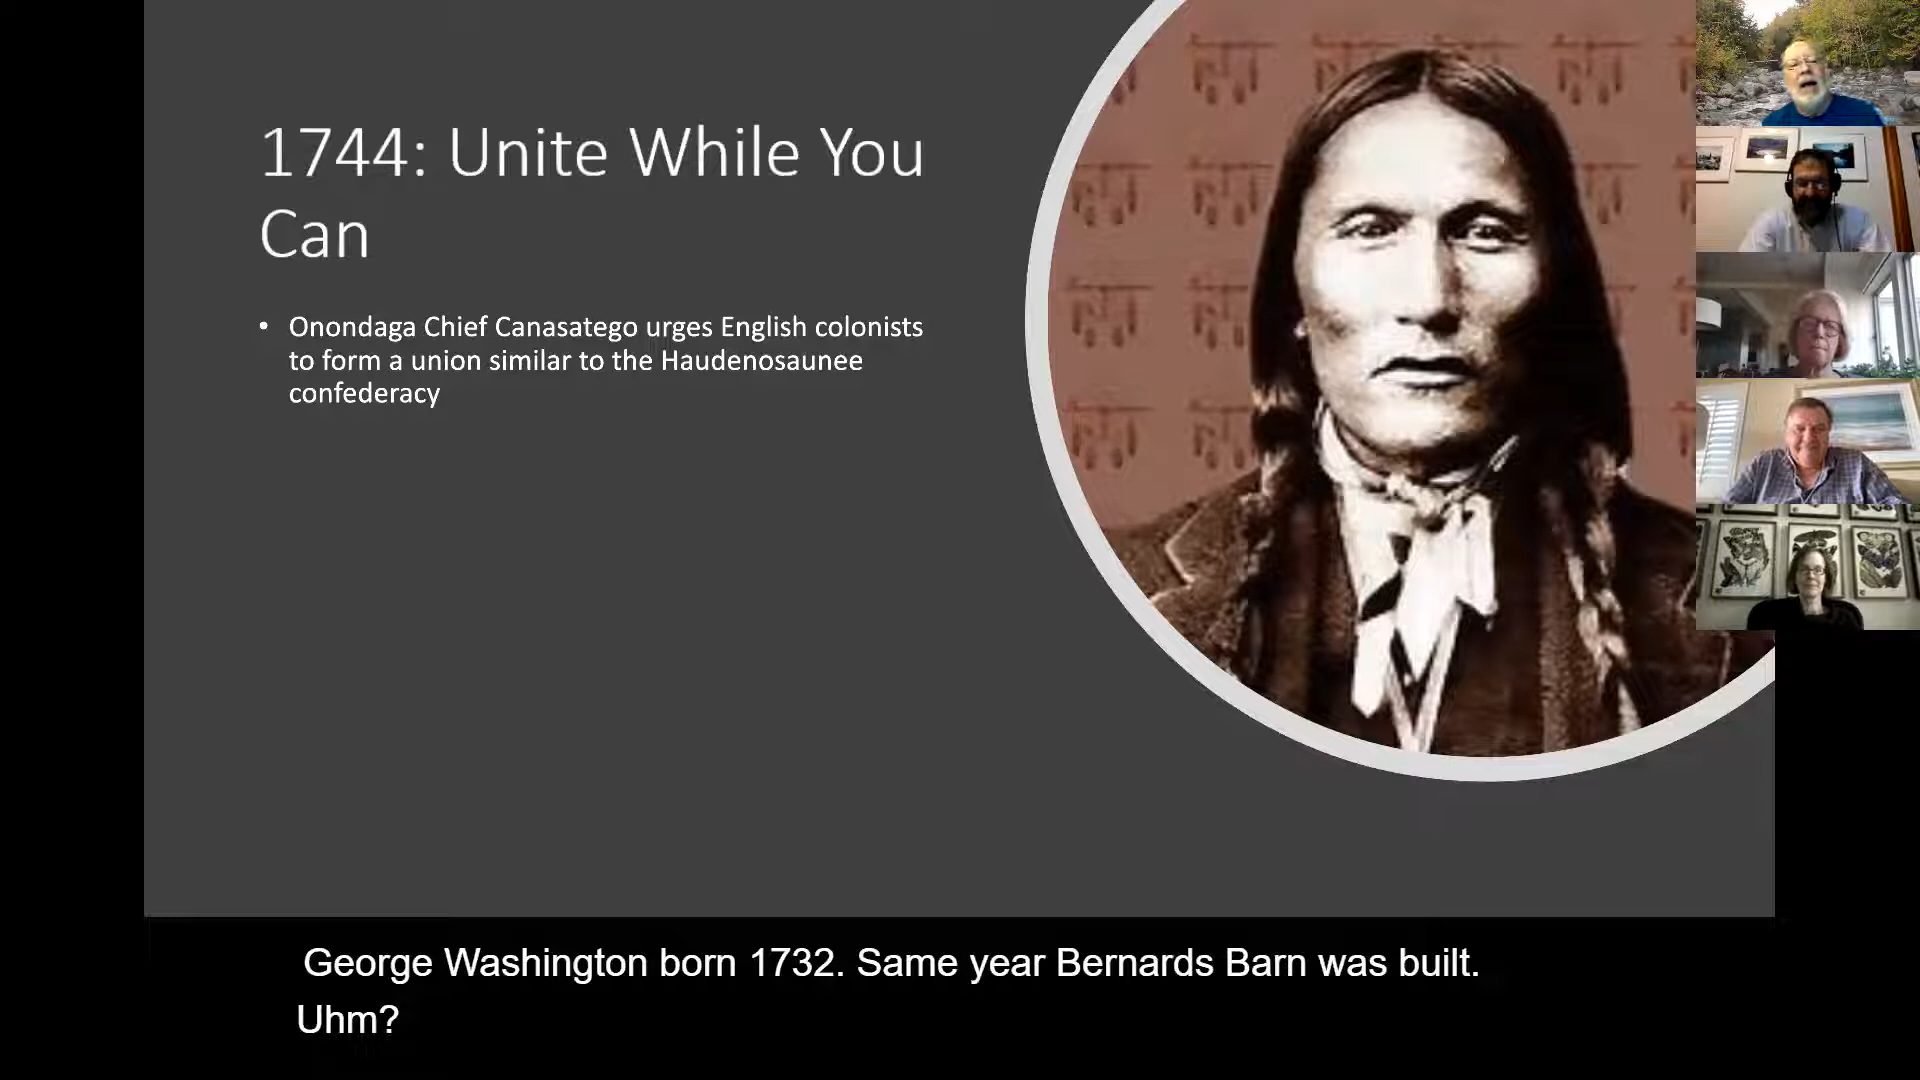 1744: Unite While You
Can
• Onondaga Chief Canasatego urges English colonists
to form a union similar to the Haudenosaunee
confederacy
George Washington born 1732. Same year Bernards Barn was built.
Uhm?